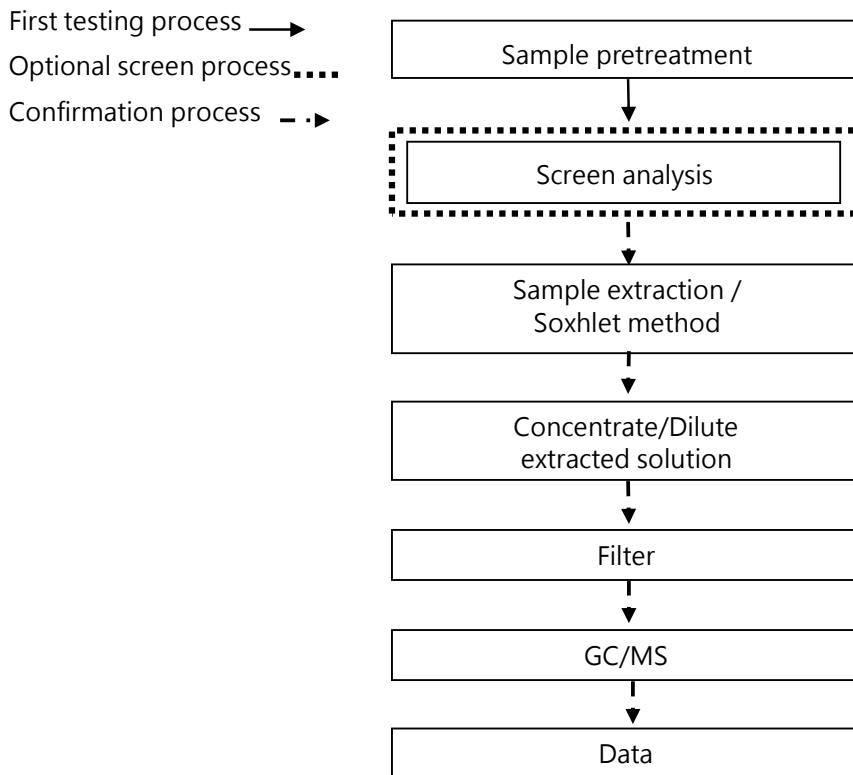 First testing process
Optional screen process
Confirmation process
Sample pretreatment
Screen analysis
Sample extraction /
Soxhlet method
Concentrate/Dilute
extracted solution
Filter
GC/MS
Data